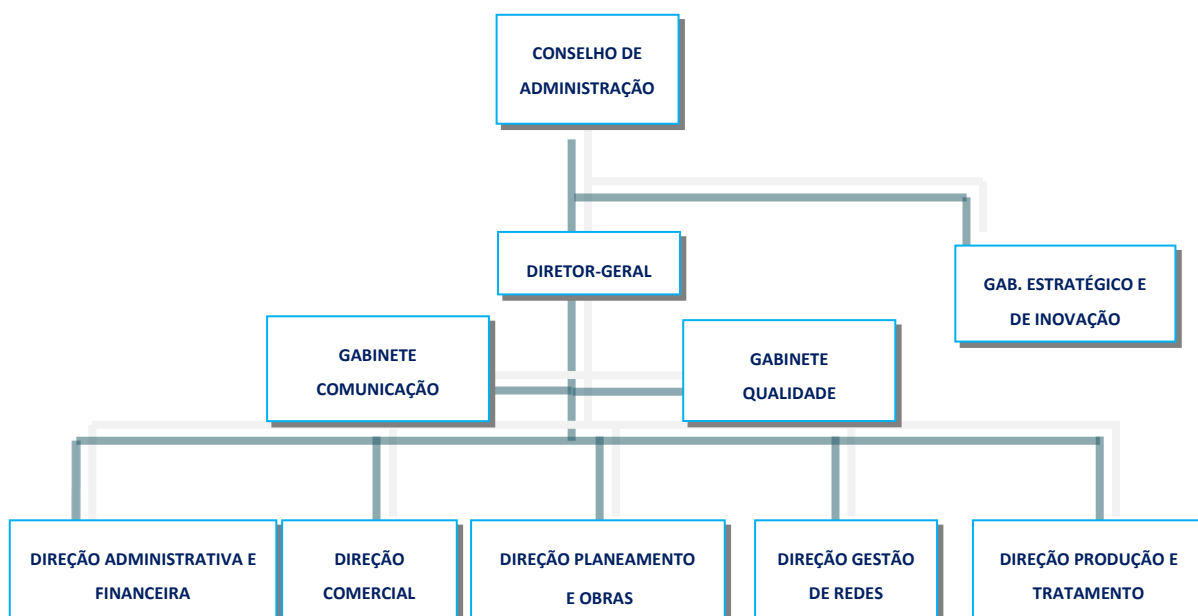 CONSELHO DE
ADMINISTRAÇÃO
DIRETOR-GERAL
GAB. ESTRATÉGICO E
DE INOVAÇÃO
GABINETE
COMUNICAÇÃO
GABINETE
QUALIDADE
DIREÇÃO ADMINISTRATIVA E
FINANCEIRA
DIREÇÃO
COMERCIAL
DIREÇÃO PLANEAMENTO
E OBRAS
DIREÇÃO GESTÃO
DE REDES
DIREÇÃO PRODUÇÃO E
TRATAMENTO